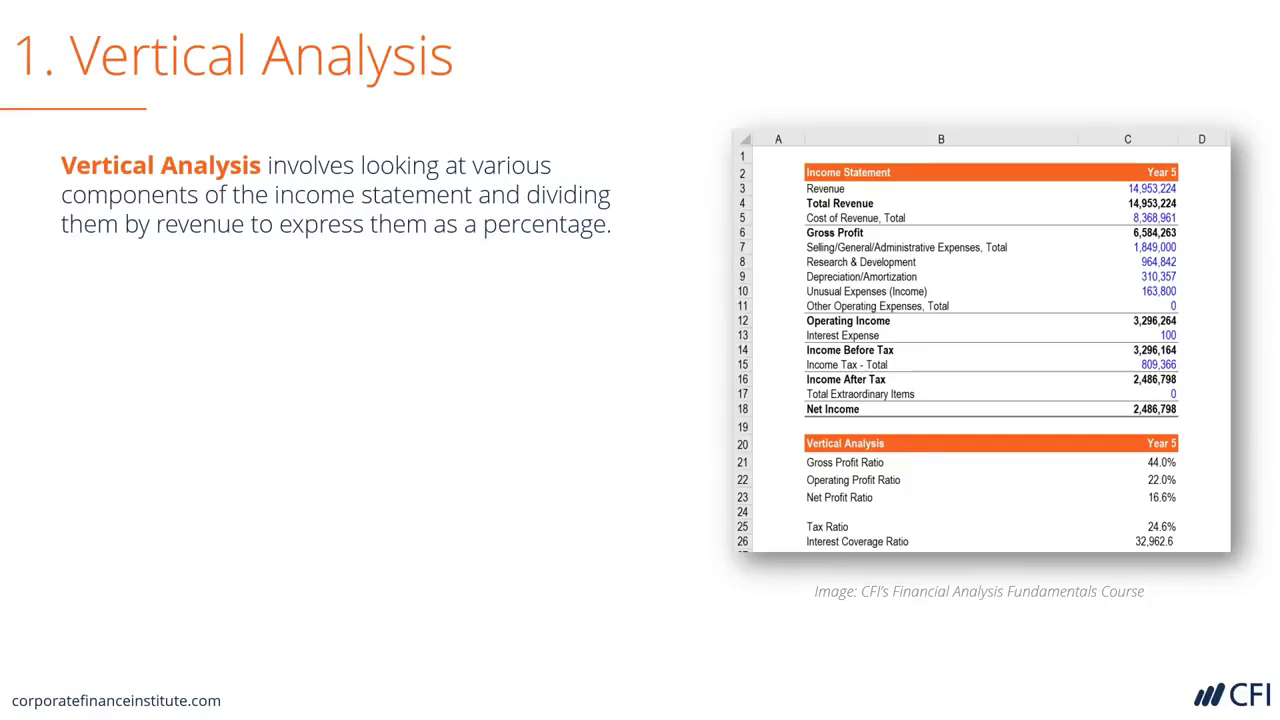 1. Vertical Analysis
Vertical Analysis involves looking at various
components of the income statement and dividing
them by revenue to express them as a percentage.
A B C D
1
2 Income Statement Year 5
3 Revenue 14,953,224
4 Total Revenue 14,953,224
5 Cost of Revenue, Total 8,368,961
6 Gross Profit 6,584,263
7 Selling/General/Administrative Expenses, Total 1,849,000
8 Research & Development 964,842
9 Depreciation/Amortization 310,357
10 Unusual Expenses (Income) 163,800
11 Other Operating Expenses, Total 0
12 Operating Income 3,296,264
13 Interest Expense 100
14 Income Before Tax 3,296,164
15 Income Tax - Total 809,366
16 Income After Tax 2,486,798
17 Total Extraordinary Items 0
18 Net Income 2,486,798
19
20 Vertical Analysis Year 5
21 Gross Profit Ratio 44.0%
22 Operating Profit Ratio 22.0%
23 Net Profit Ratio 16.6%
24
25 Tax Ratio 24.6%
26 Interest Coverage Ratio 32,962.6
Image: CFI's Financial Analysis Fundamentals Course
corporatefinanceinstitute.com
CFI